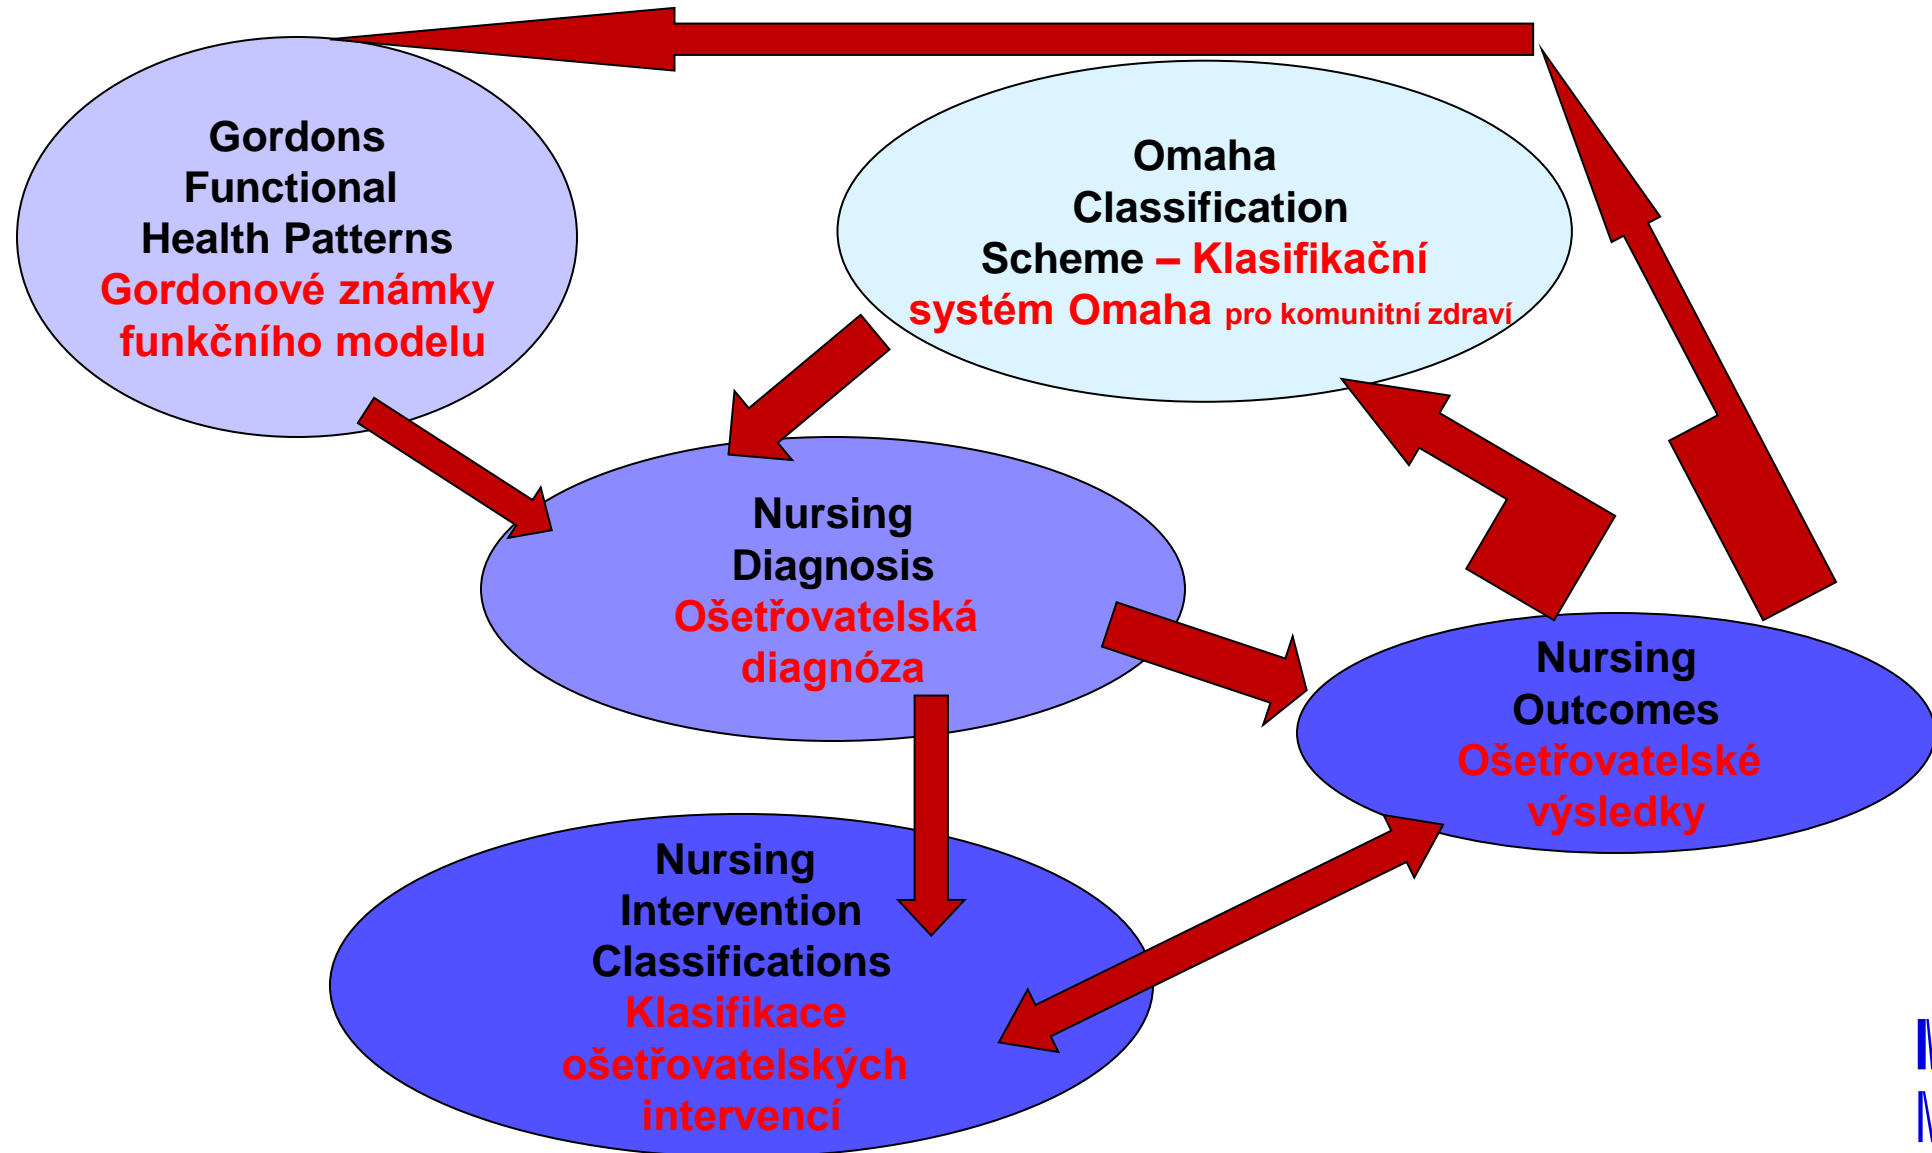 Gordons
Functional
Health Patterns
Gordonové známky
funkčního modelu
Omaha
Classification
Scheme – Klasifikační
systém Omaha pro komunitní zdraví
Nursing
Diagnosis
Ošetřovatelská
diagnóza
Nursing
Outcomes
Ošetřovatelské
výsledky
Nursing
Intervention
Classifications
Klasifikace
ošetřovatelských
intervencí